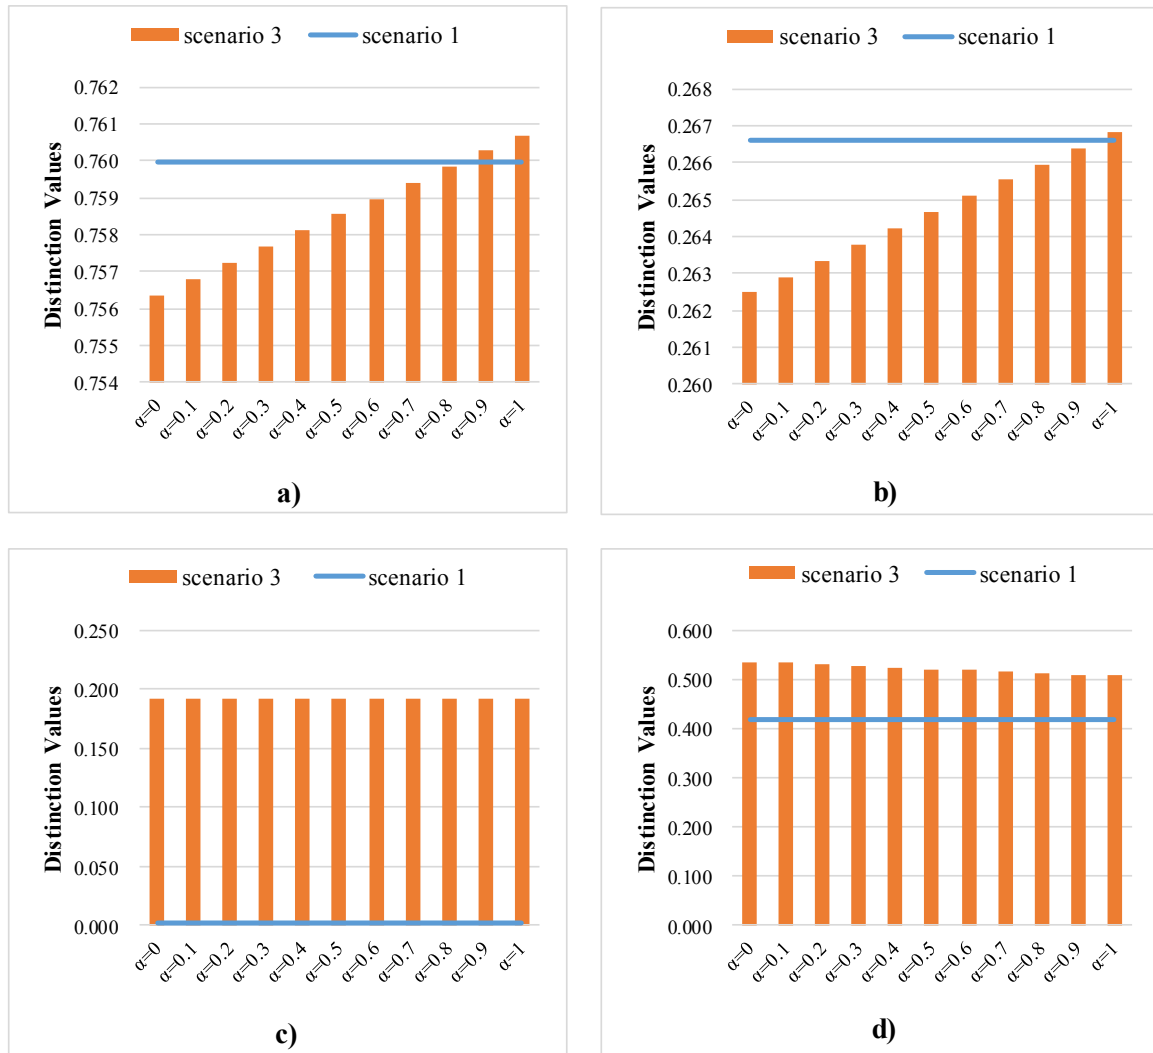 scenario 3 scenario 1
0.762
0.761
0.760
0.759
0.758
0.757
0.756
0.755
0.754
Distinction Values
α=0 α=0.1 α=0.2 α=0.3 α=0.4 α=0.5 α=0.6 α=0.7 α=0.8 α=0.9 α=1
a)
scenario 3 scenario 1
0.268
0.267
0.266
0.265
0.264
0.263
0.262
0.261
0.260
Distinction Values
α=0 α=0.1 α=0.2 α=0.3 α=0.4 α=0.5 α=0.6 α=0.7 α=0.8 α=0.9 α=1
b)
scenario 3 scenario 1
0.250
0.200
0.150
0.100
0.050
0.000
Distinction Values
α=0 α=0.1 α=0.2 α=0.3 α=0.4 α=0.5 α=0.6 α=0.7 α=0.8 α=0.9 α=1
c)
scenario 3 scenario 1
0.600
0.500
0.400
0.300
0.200
0.100
0.000
Distinction Values
α=0 α=0.1 α=0.2 α=0.3 α=0.4 α=0.5 α=0.6 α=0.7 α=0.8 α=0.9 α=1
d)